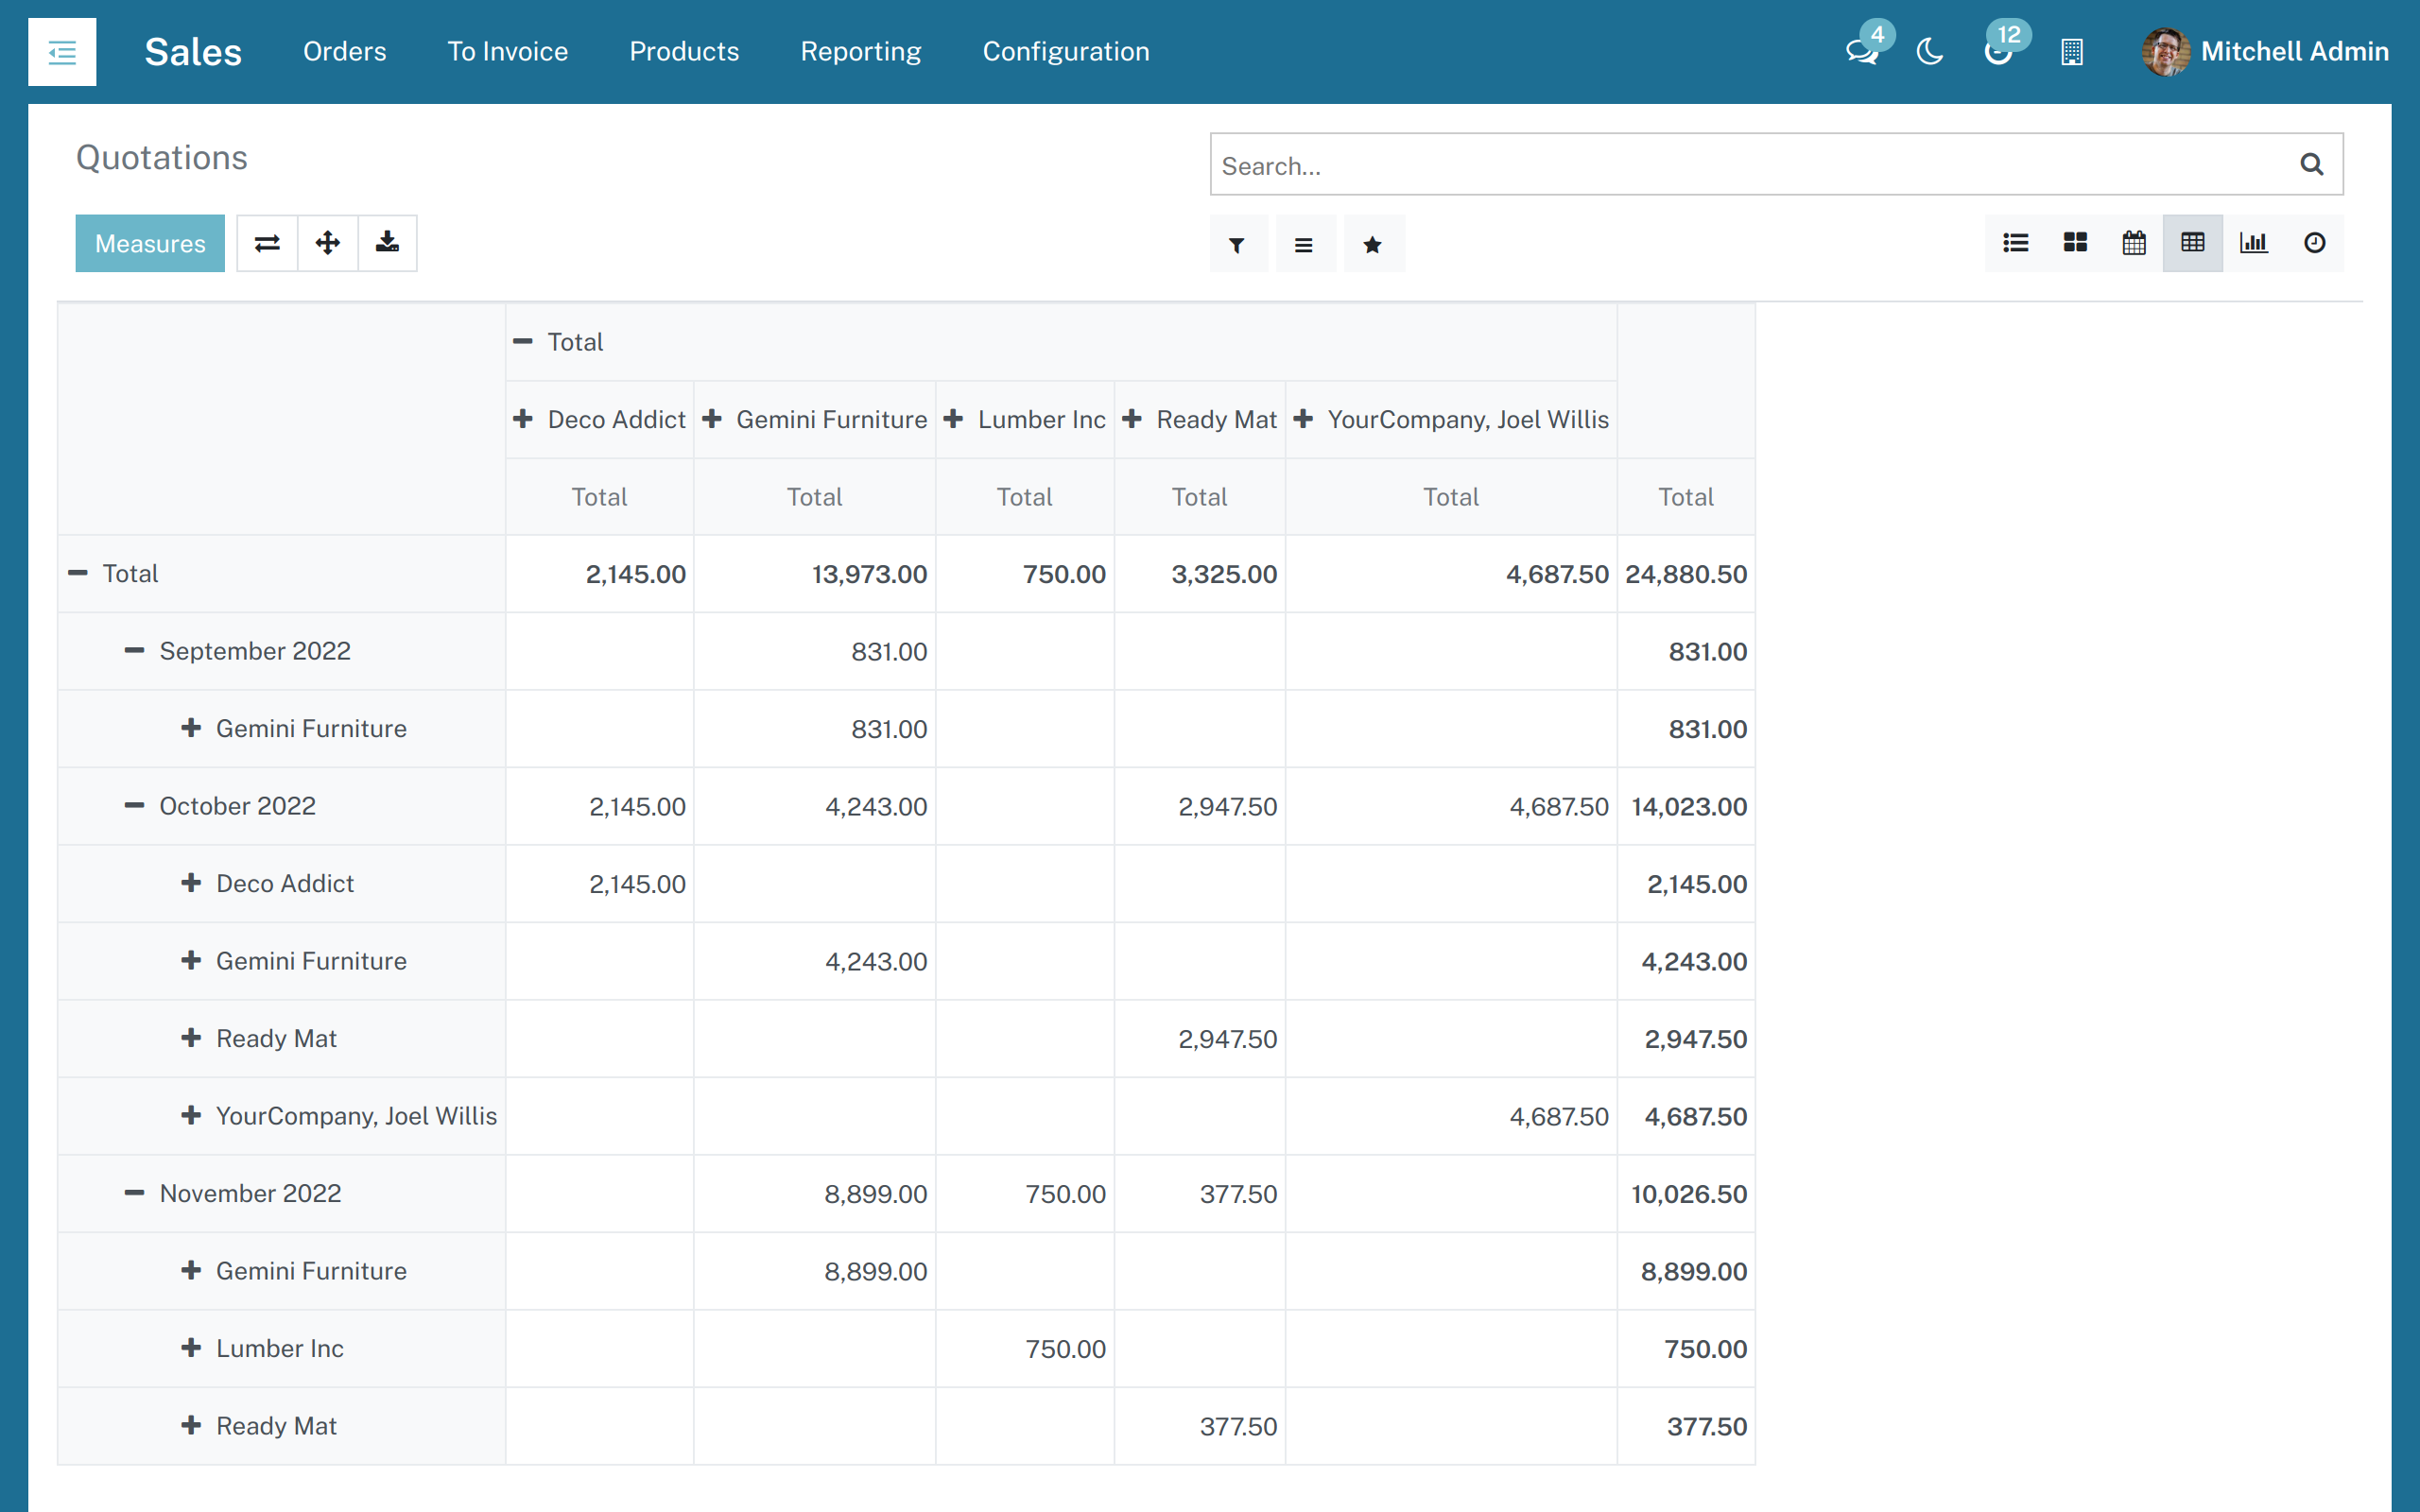 Sales Orders To Invoice Products Reporting Configuration 4 12 Mitchell Admin
Quotations
Search...
Measures
Total
Deco Addict Gemini Furniture Lumber Inc Ready Mat YourCompany, Joel Willis
Total Total Total Total Total Total
Total 2,145.00 13,973.00 750.00 3,325.00 4,687.50 24,880.50
September 2022 831.00 831.00
Gemini Furniture 831.00 831.00
October 2022 2,145.00 4,243.00 2,947.50 4,687.50 14,023.00
Deco Addict 2,145.00 2,145.00
Gemini Furniture 4,243.00 4,243.00
Ready Mat 2,947.50 2,947.50
YourCompany, Joel Willis 4,687.50 4,687.50
November 2022 8,899.00 750.00 377.50 10,026.50
Gemini Furniture 8,899.00 8,899.00
Lumber Inc 750.00 750.00
Ready Mat 377.50 377.50